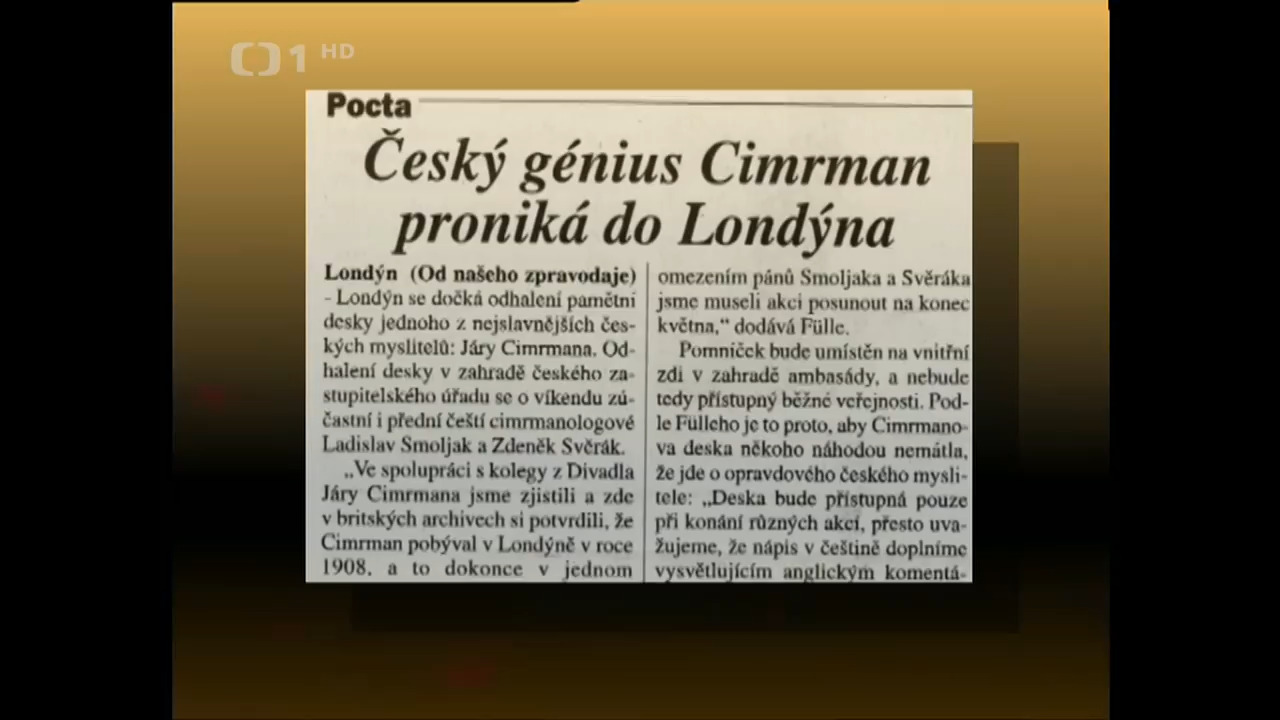 1 HD
Pocta
Český génius Cimrman
proniká do Londýna
Londýn (Od našeho zpravodaje)
- Londýn se dočká odhalení pamětní
desky jednoho z nejslavnějších čes-
kých myslitelů: Járy Cimrmana. Od-
halení desky v zahradě českého za-
stupitelského úřadu se o víkendu zú-
častní i přední čeští cimrmanologové
Ladislav Smoljak a Zdeněk Svěrák.
„Ve spolupráci s kolegy z Divadla
Járy Cimrmana jsme zjistili a zde
v britských archivech si potvrdili, že
Cimrman pobýval v Londýně v roce
1908, a to dokonce v jednom
omezením pánů Smoljaka a Svěráka
jsme museli akci posunout na konec
května,“ dodává Fülle.
Pomníček bude umístěn na vnitřní
zdi v zahradě ambasády, a nebude
tedy přístupný běžné veřejnosti. Pod-
le Fülleho je to proto, aby Cimrmano-
va deska někoho náhodou nemátla,
že jde o opravdového českého mysli-
tele: „Deska bude přístupná pouze
při konání různých akcí, přesto uva-
žujeme, že nápis v češtině doplníme
vysvětlujícím anglickým komentá-